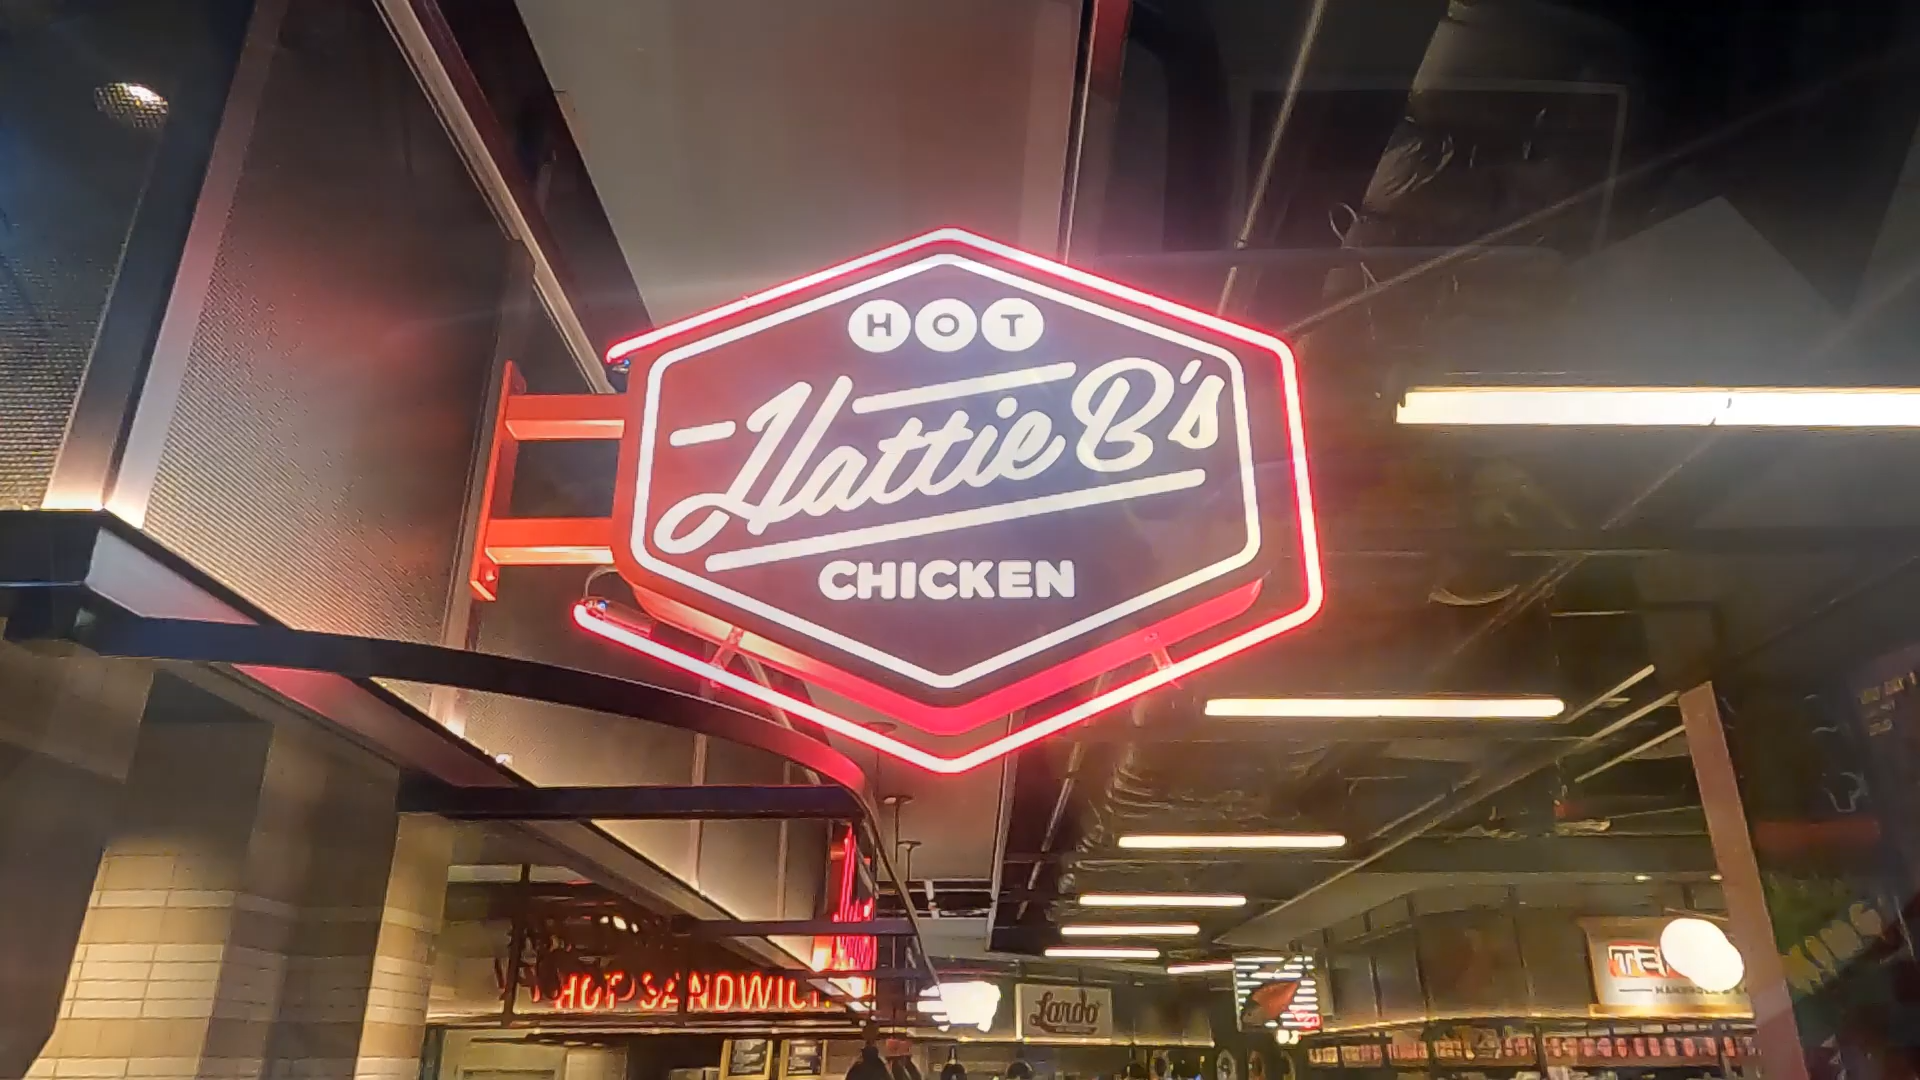 HOT
Hattie B's
CHICKEN
HOT SANDWICH
Lardo